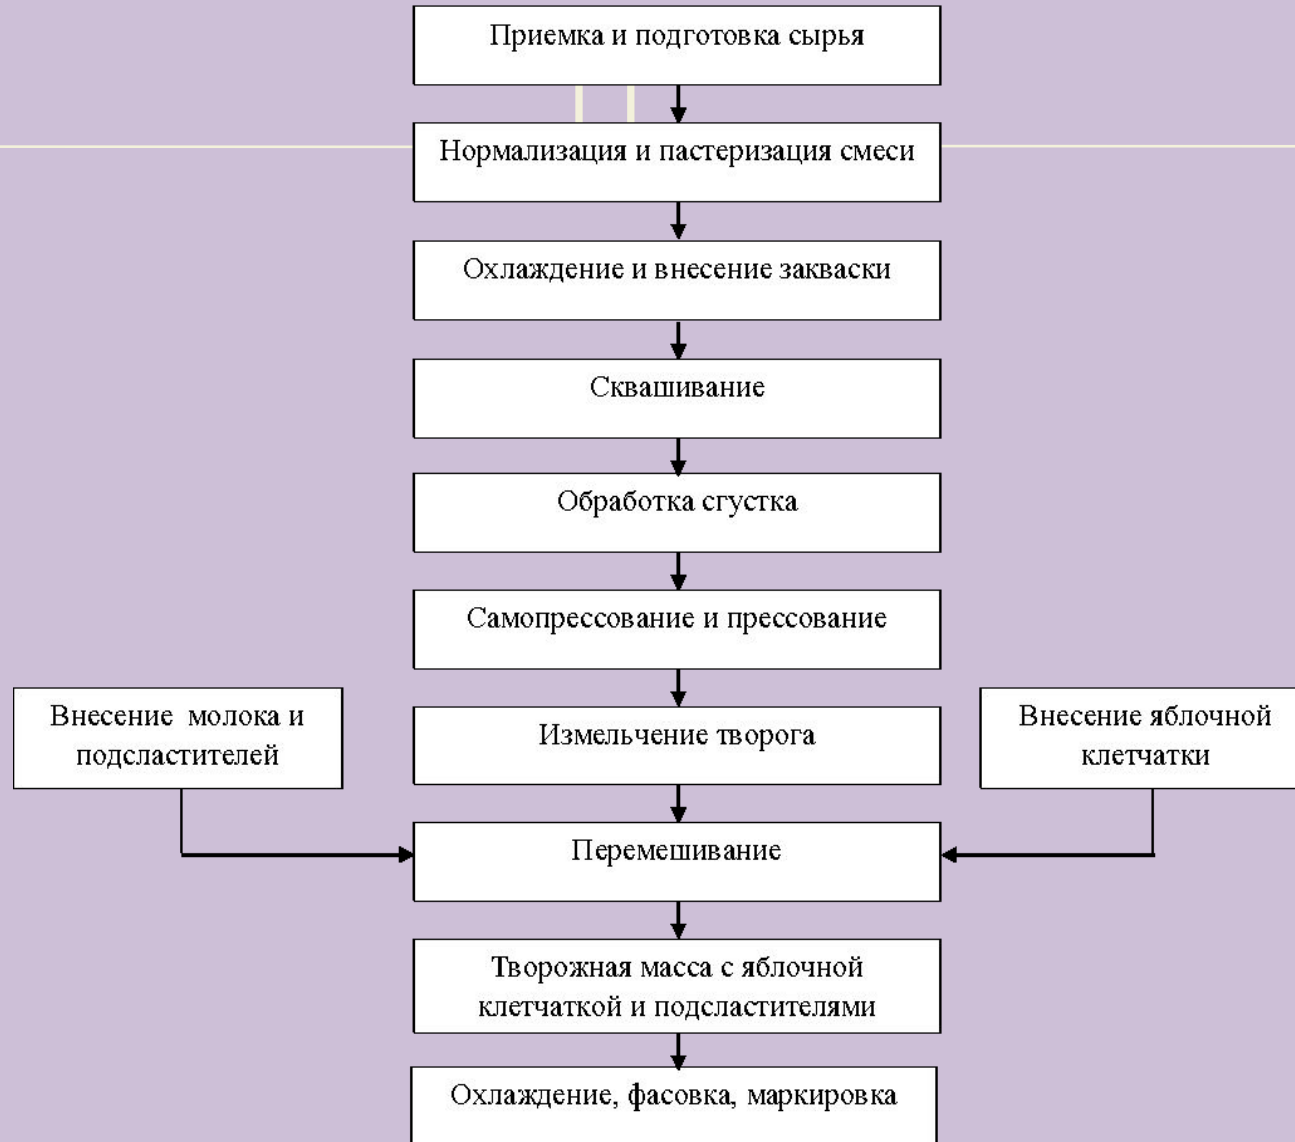 Приемка и подготовка сырья
Нормализация и пастеризация смеси
Охлаждение и внесение закваски
Сквашивание
Обработка сгустка
Самопрессование и прессование
Внесение молока и
подсластителей
Измельчение творога
Внесение яблочной
клетчатки
Перемешивание
Творожная масса с яблочной
клетчаткой и подсластителями
Охлаждение, фасовка, маркировка